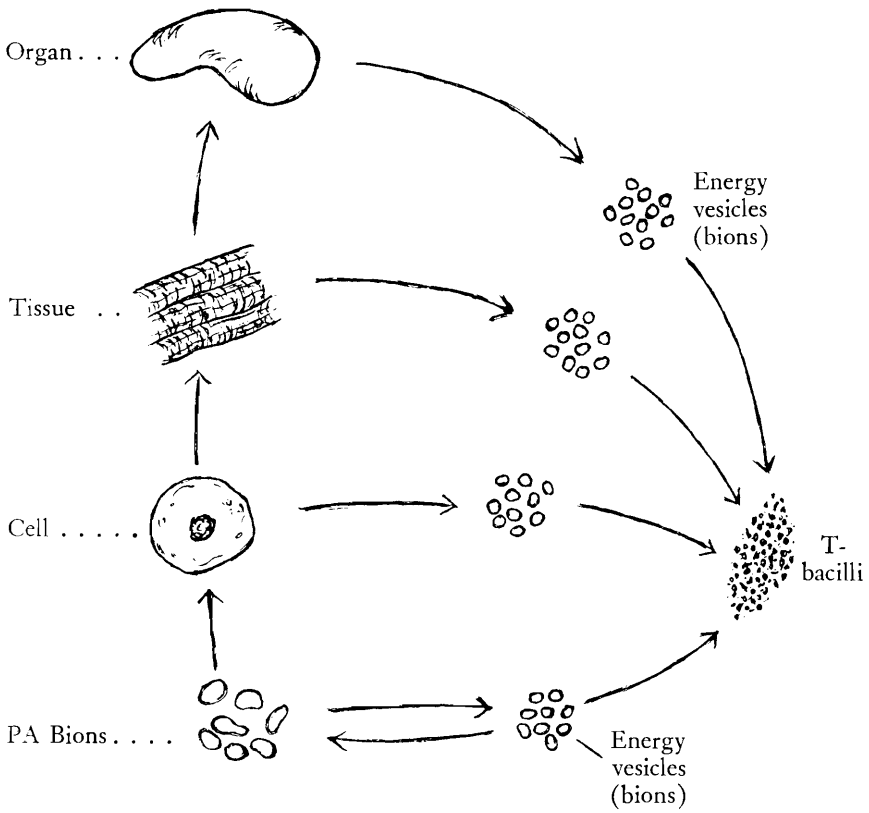 Organ . . .
Energy
vesicles
(bions)
Tissue . .
Cell . . . . .
T-
bacilli
PA Bions . . . .
Energy
vesicles
(bions)